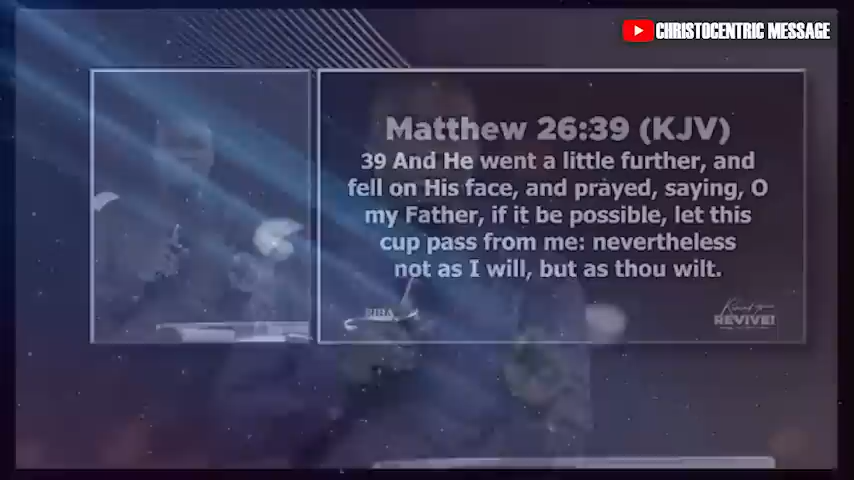 CHRISTOCENTRIC MESSAGE
Matthew 26:39 (KJV)
39 And He went a little further, and
fell on His face, and prayed, saying, O
my Father, if it be possible, let this
cup pass from me: nevertheless
not as I will, but as thou wilt.
REVIVE!